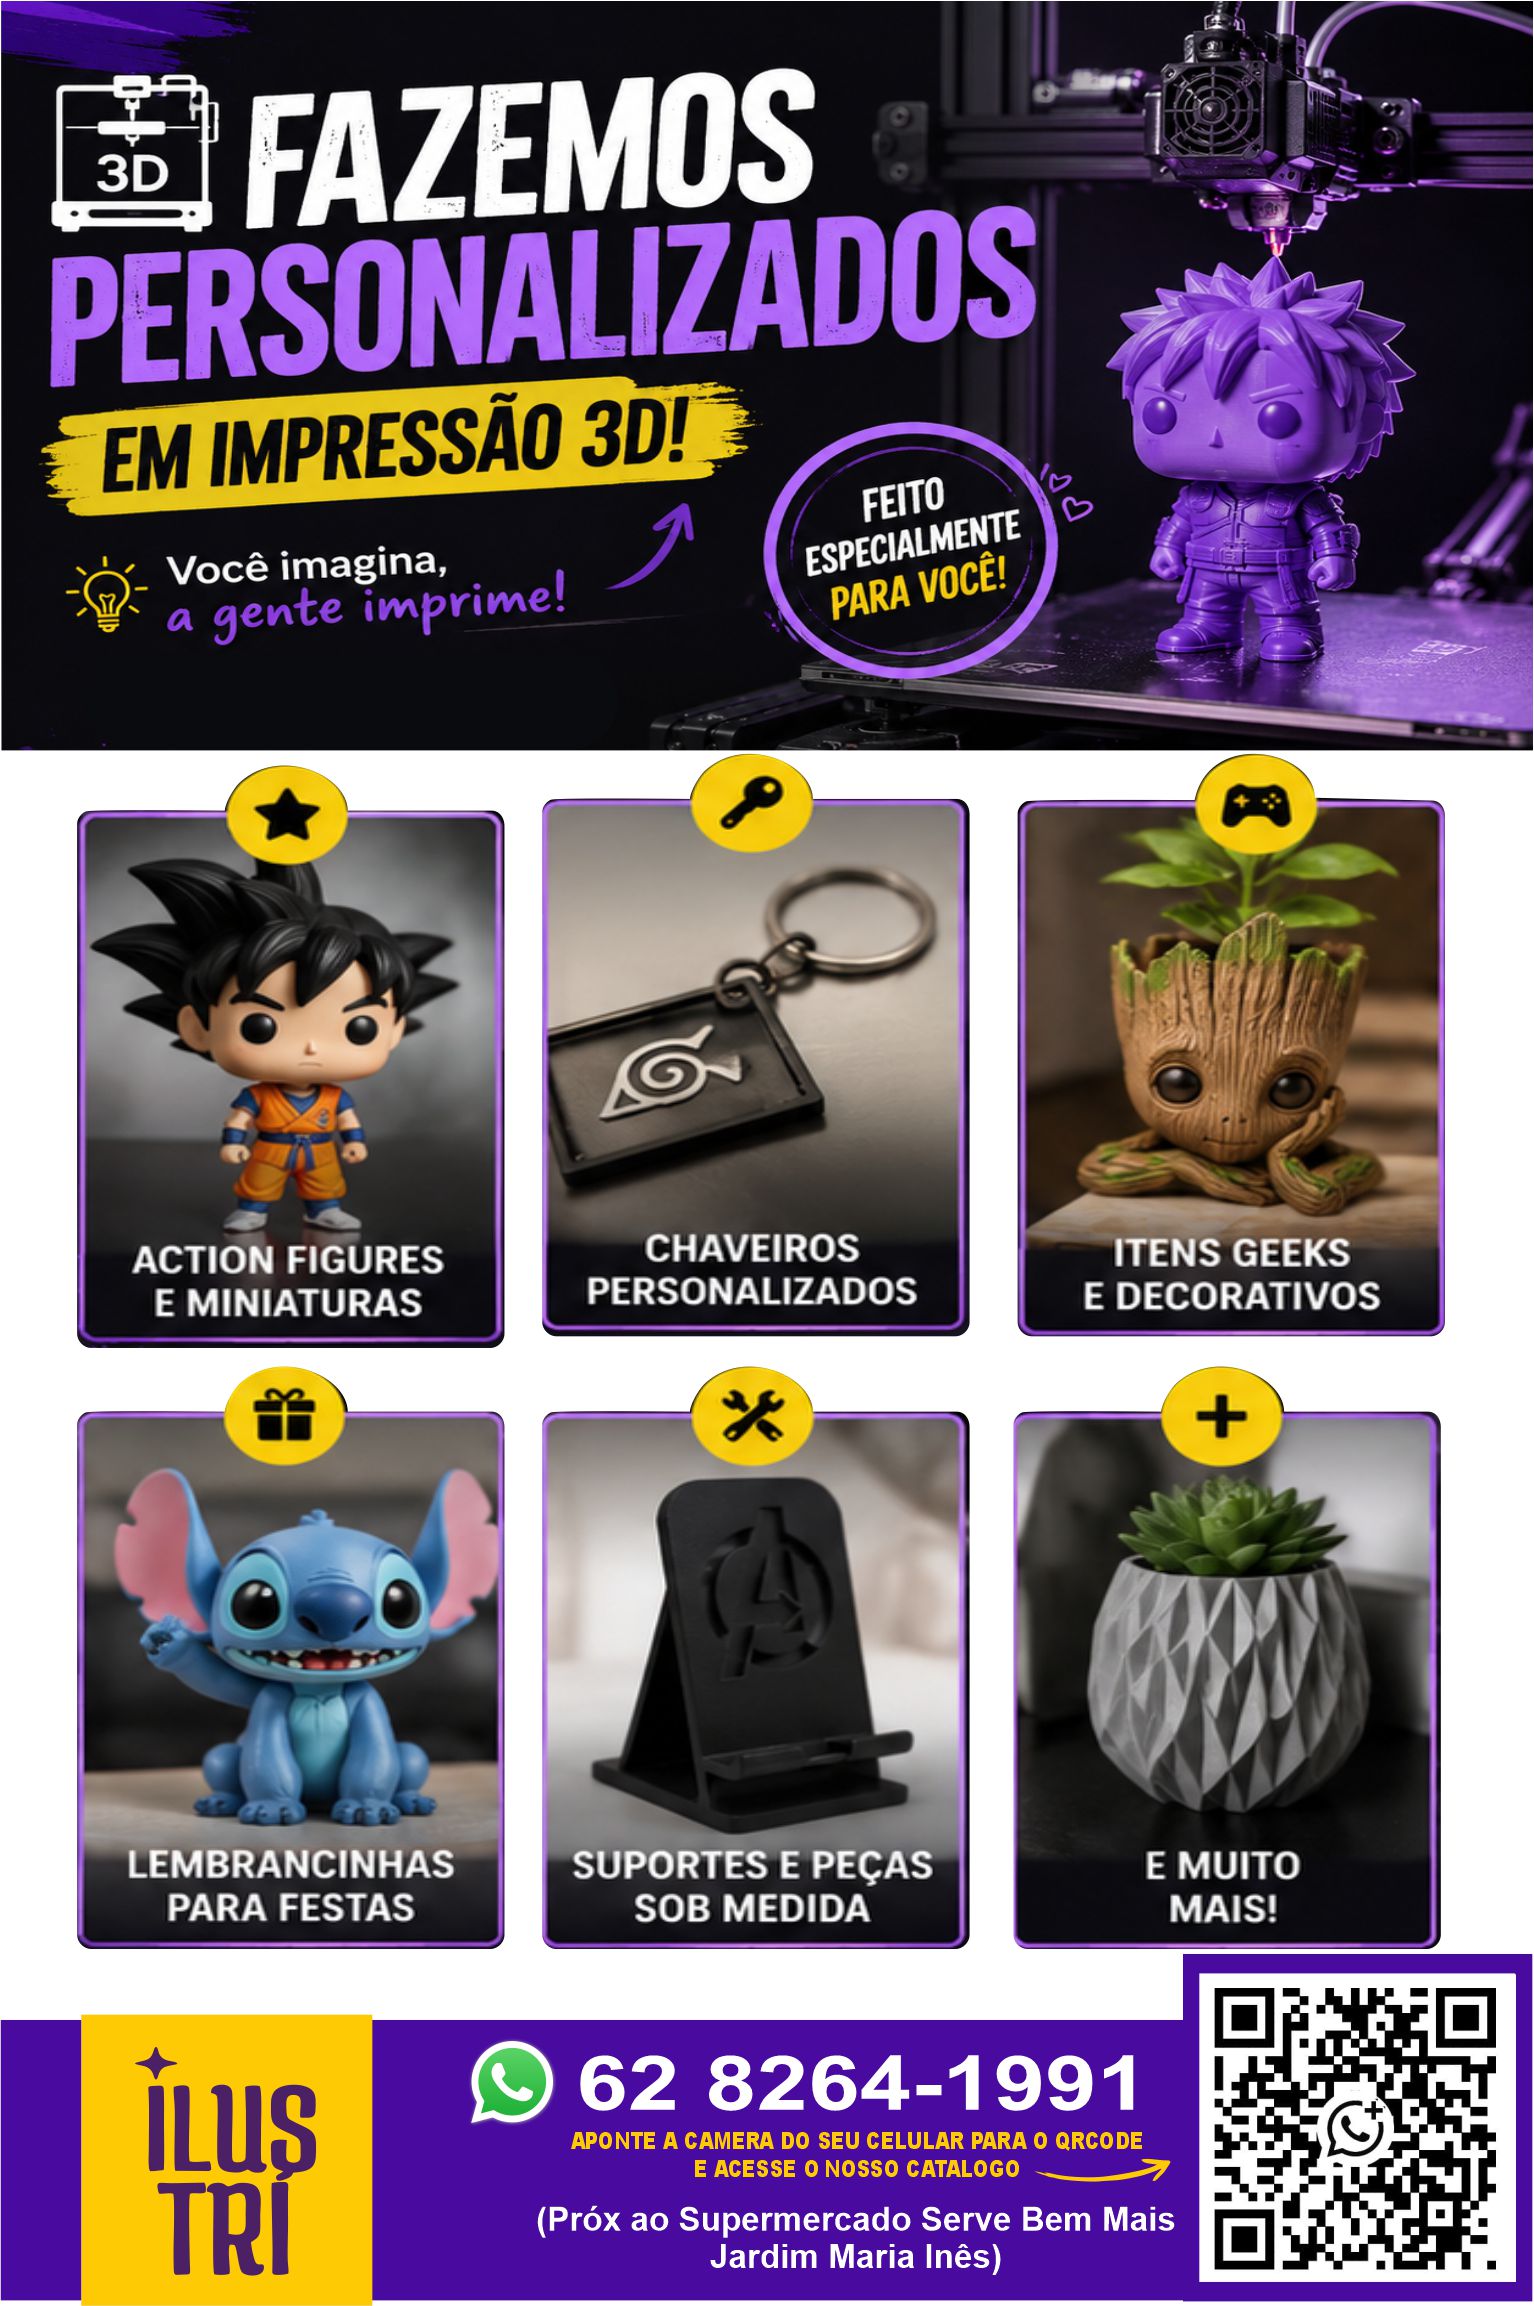 3D
FAZEMOS
PERSONALIZADOS
EM IMPRESSÃO 3D!
Você imagina,
a gente imprime!
FEITO
ESPECIALMENTE
PARA VOCÊ!
ACTION FIGURES
E MINIATURAS
CHAVEIROS
PERSONALIZADOS
ITENS GEEKS
E DECORATIVOS
LEMBRANCINHAS
PARA FESTAS
SUPORTES E PEÇAS
SOB MEDIDA
E MUITO
MAIS!
iLUS
TRÍ
62 8264-1991
APONTE A CAMERA DO SEU CELULAR PARA O QRCODE
E ACESSE O NOSSO CATALOGO
(Próx ao Supermercado Serve Bem Mais
Jardim Maria Inês)